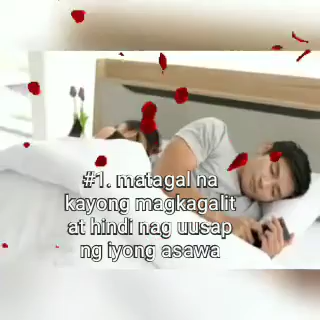 #1. matagal na
kayong magkagalit
at hindi nag uusap
ng iyong asawa